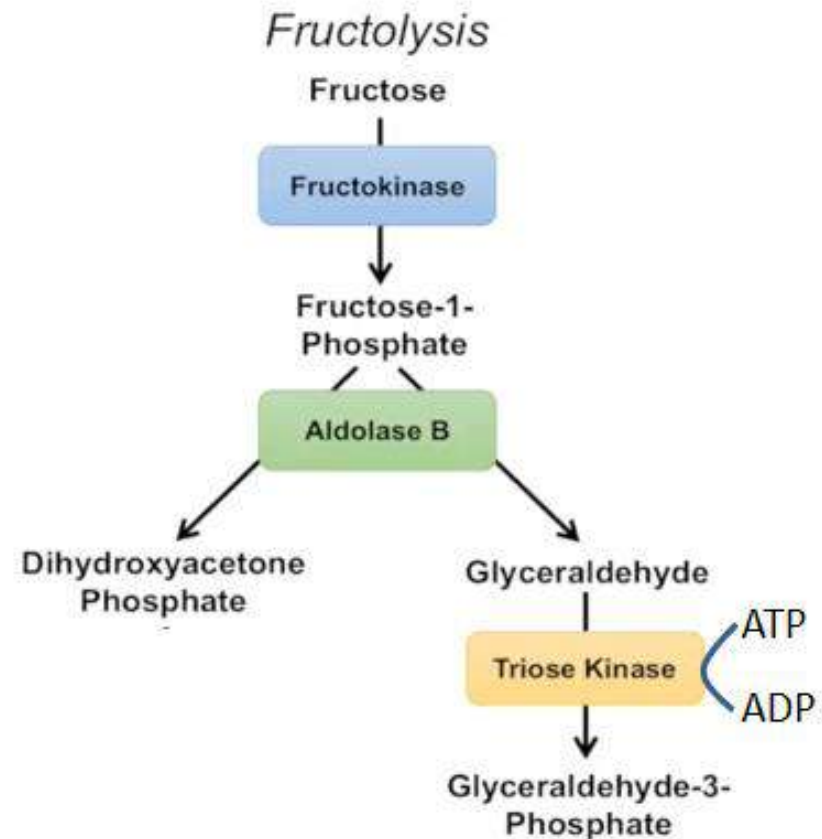 Fructolysis
Fructose
Fructokinase
Fructose-1-
Phosphate
Aldolase B
Dihydroxyacetone
Phosphate
Glyceraldehyde
Triose Kinase
ATP
ADP
Glyceraldehyde-3-
Phosphate